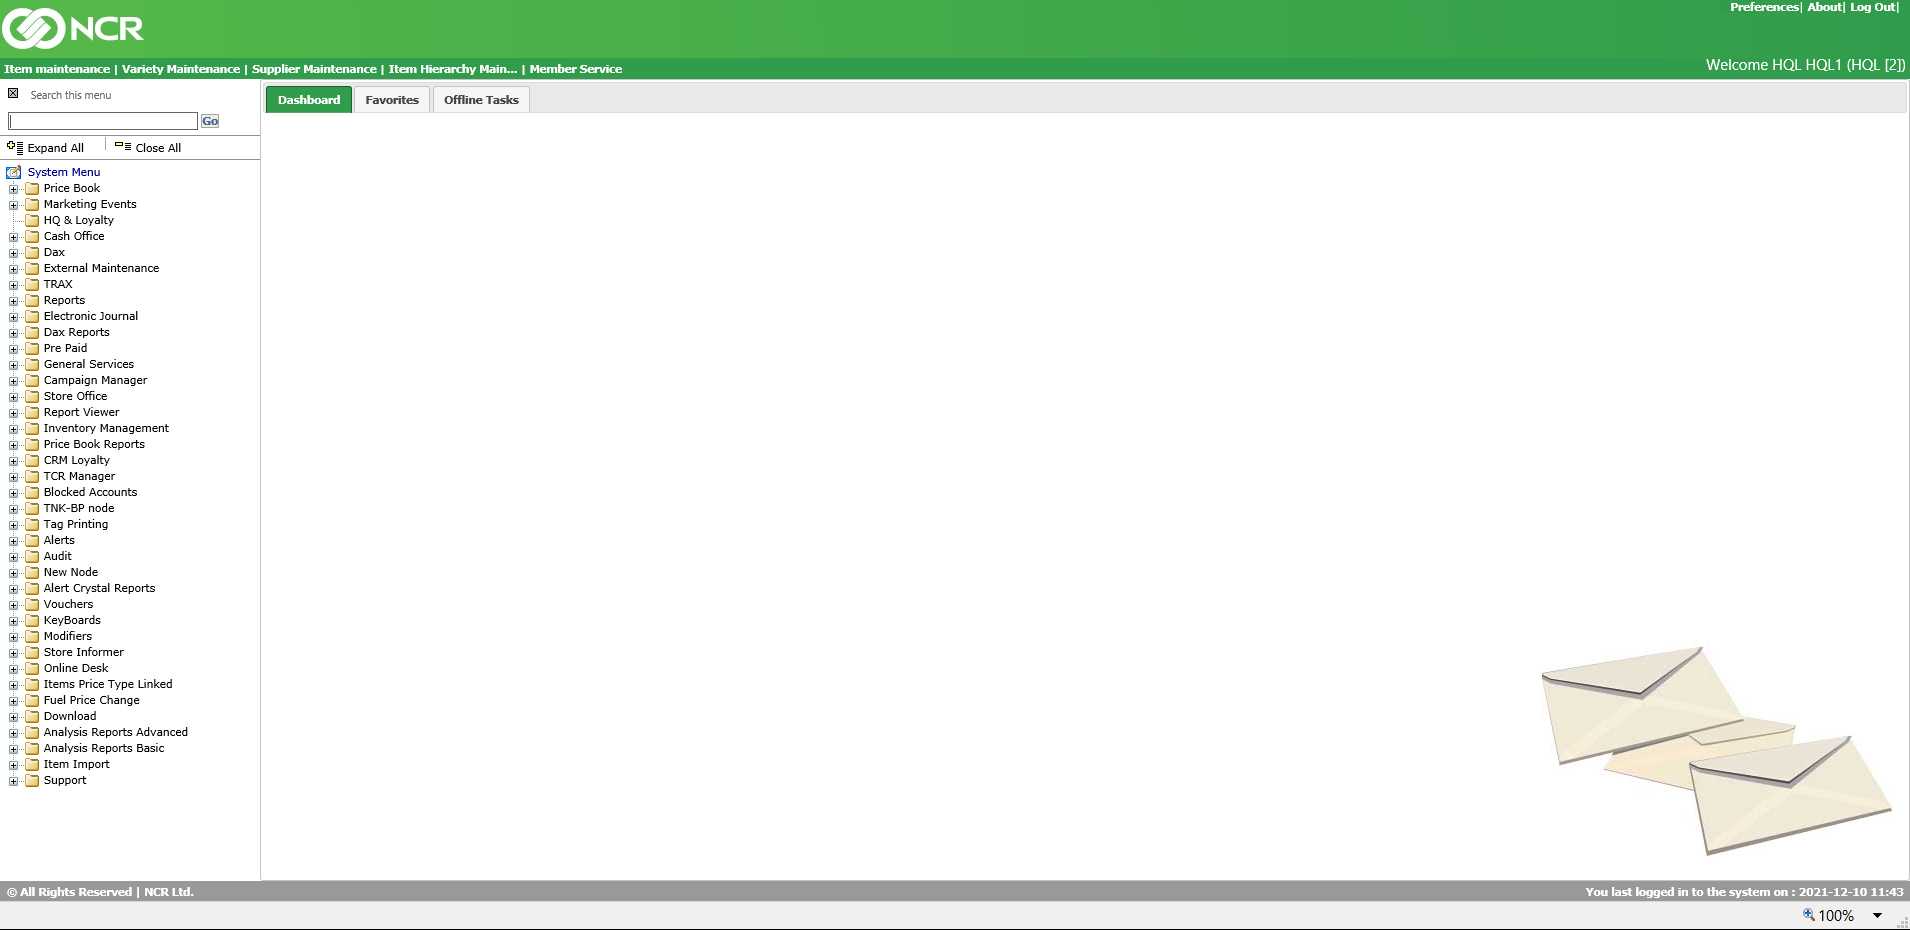 NCR
Preferences| About| Log Out|
Item maintenance | Variety Maintenance | Supplier Maintenance | Item Hierarchy Main... | Member Service
Welcome HQL HQL1 (HQL [2])
Search this menu
Go
Expand All
Close All
Dashboard
Favorites
Offline Tasks
System Menu
Price Book
Marketing Events
HQ & Loyalty
Cash Office
Dax
External Maintenance
TRAX
Reports
Electronic Journal
Dax Reports
Pre Paid
General Services
Campaign Manager
Store Office
Report Viewer
Inventory Management
Price Book Reports
CRM Loyalty
TCR Manager
Blocked Accounts
TNK-BP node
Tag Printing
Alerts
Audit
New Node
Alert Crystal Reports
Vouchers
KeyBoards
Modifiers
Store Informer
Online Desk
Items Price Type Linked
Fuel Price Change
Download
Analysis Reports Advanced
Analysis Reports Basic
Item Import
Support
© All Rights Reserved | NCR Ltd.
You last logged in to the system on : 2021-12-10 11:43
100%